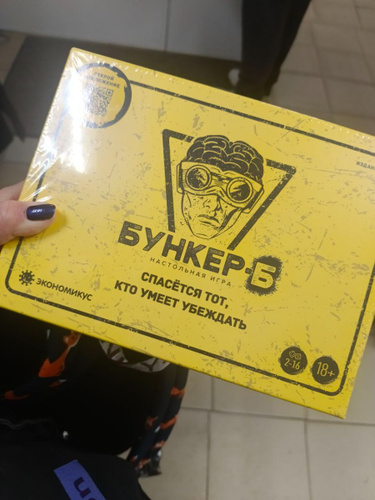 БУНКЕР-Б
НАСТОЛЬНАЯ ИГРА
СПАСЁТСЯ ТОТ,
КТО УМЕЕТ УБЕЖДАТЬ
ЭКОНОМИКУС
2-16
18+